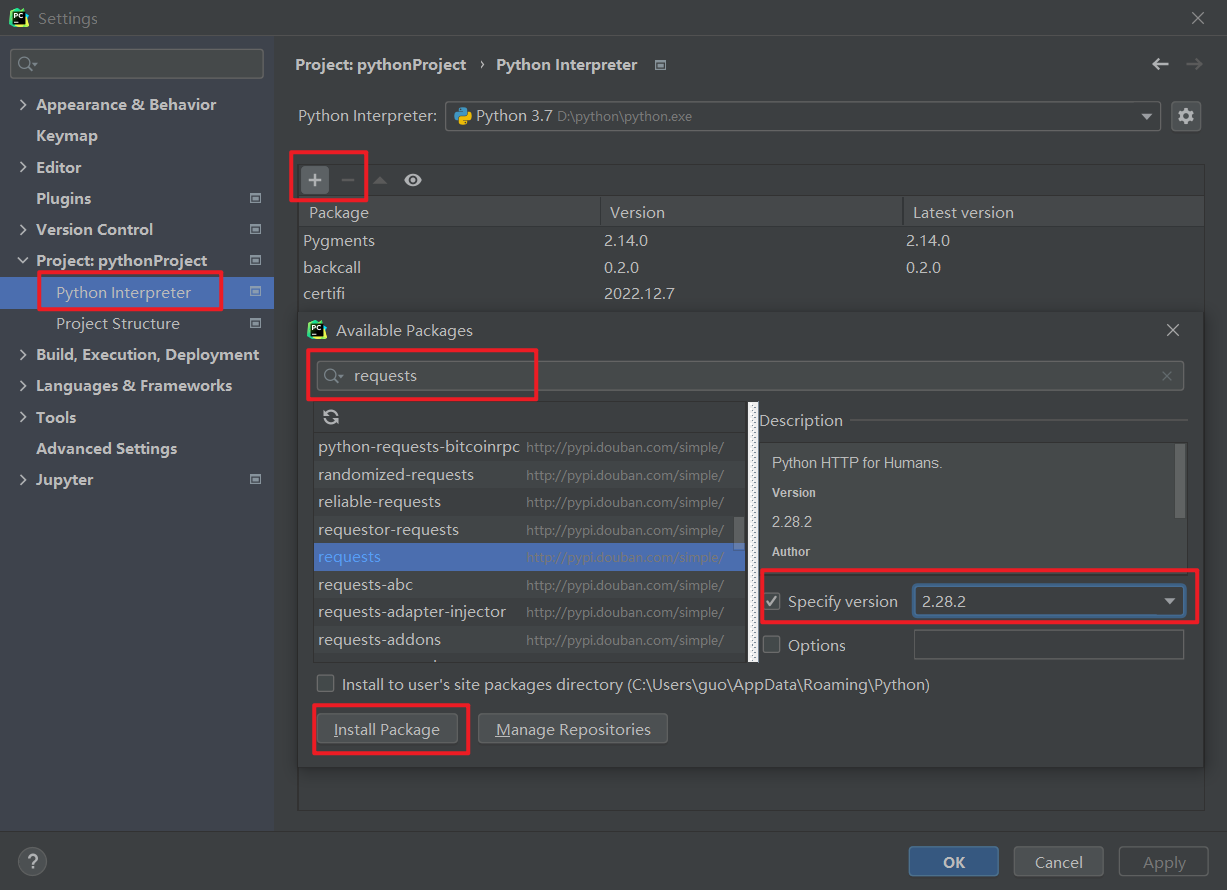 Settings
Appearance & Behavior
Keymap
Editor
Plugins
Version Control
Project: pythonProject
Python Interpreter
Project Structure
Build, Execution, Deployment
Languages & Frameworks
Tools
Advanced Settings
Jupyter
Project: pythonProject › Python Interpreter
Python Interpreter: Python 3.7 D:\python\python.exe
Package Version Latest version
Pygments 2.14.0 2.14.0
backcall 0.2.0 0.2.0
certifi 2022.12.7
Available Packages
requests
python-requests-bitcoinrpc http://pypi.douban.com/simple/
randomized-requests http://pypi.douban.com/simple/
reliable-requests http://pypi.douban.com/simple/
requestor-requests http://pypi.douban.com/simple/
requests http://pypi.douban.com/simple/
requests-abc http://pypi.douban.com/simple/
requests-adapter-injector http://pypi.douban.com/simple/
requests-addons http://pypi.douban.com/simple/
Description
Python HTTP for Humans.
Version
2.28.2
Author
Specify version 2.28.2
Options
Install to user's site packages directory (C:\Users\guo\AppData\Roaming\Python)
Install Package Manage Repositories
? OK Cancel Apply